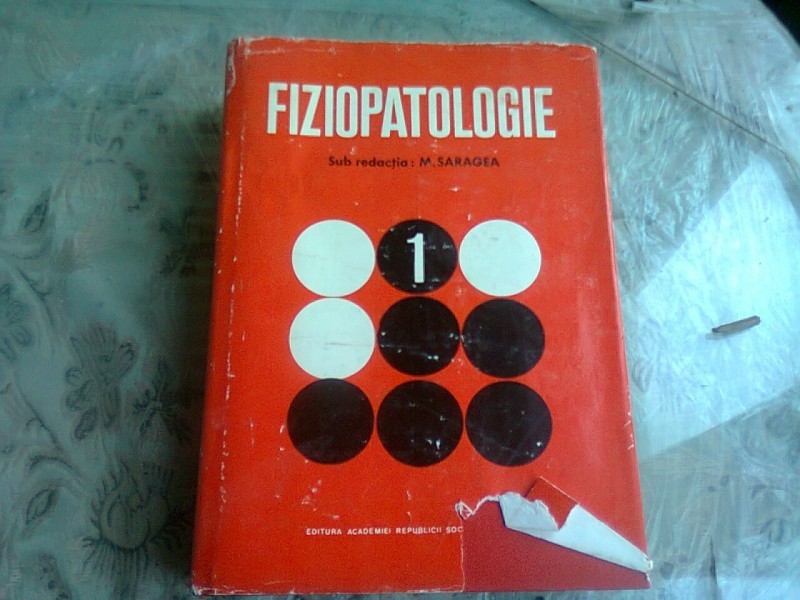 FIZIOPATOLOGIE
Sub redacția: M. SARAGEA
1
EDITURA ACADEMIEI REPUBLICII SOC